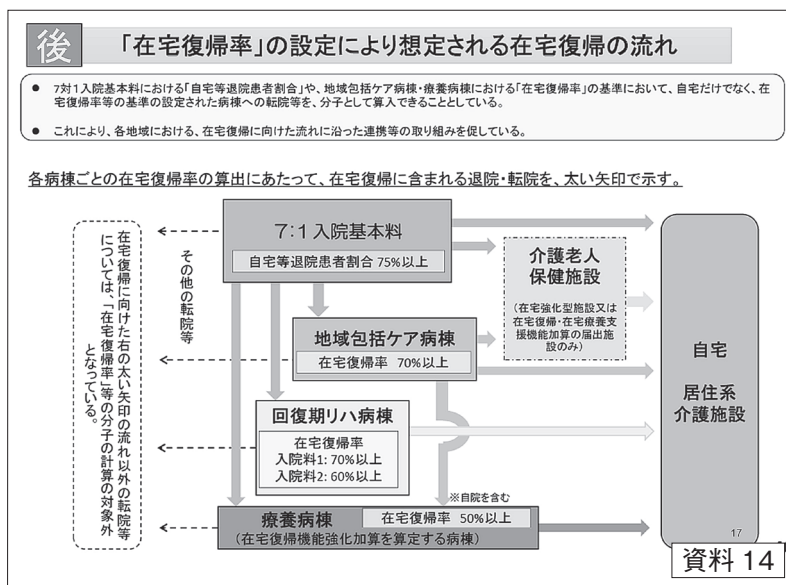 後
「在宅復帰率」の設定により想定される在宅復帰の流れ
● 7対1入院基本料における「自宅等退院患者割合」や、地域包括ケア病棟・療養病棟における「在宅復帰率」の基準において、自宅だけでなく、在
宅復帰率等の基準の設定された病棟への転院等を、分子として算入できることとしている。
● これにより、各地域における、在宅復帰に向けた流れに沿った連携等の取り組みを促している。
各病棟ごとの在宅復帰率の算出にあたって、在宅復帰に含まれる退院・転院を、太い矢印で示す。
在宅復帰に向けた右の太い矢印の流れ以外の転院等
については、「在宅復帰率」等の分子の計算の対象外
となっている。
その他の転院等
7:1 入院基本料
自宅等退院患者割合 75%以上
地域包括ケア病棟
在宅復帰率 70%以上
回復期リハ病棟
在宅復帰率
入院料1: 70%以上
入院料2: 60%以上
※自院を含む
療養病棟
在宅復帰率 50%以上
(在宅復帰機能強化加算を算定する病棟)
介護老人
保健施設
(在宅強化型施設又は
在宅復帰・在宅療養支
援機能加算の届出施
設のみ)
自宅
居住系
介護施設
17
資料 14